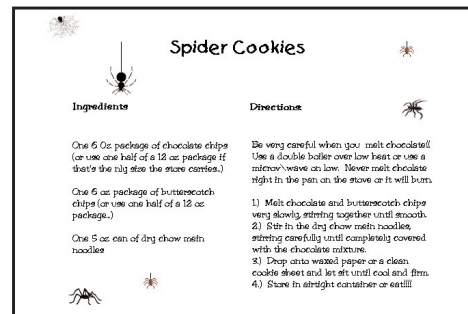 Spider Cookies
Ingredients
One 6 Oz package of chocolate chips
(or use one half of a 12 oz package if
that's the nly size the store carries..)
One 6 oz package of butterscotch
chips (or use one half of a 12 oz
package..)
One 5 oz can of dry chow mein
noodles
Directions:
Be very careful when you melt chocolate!!
Use a double boiler over low heat or use a
microv\wave on low. Never melt chcolate
right in the pan on the stove or it will burn.
1.) Melt chocolate and butterscotch chips
very slowly, stirring together until smooth.
2.) Stir in the dry chow mein noodles,
stirring carefully until completely covered
with the chocolate mixture.
3.) Drop onto waxed paper or a clean
cookie sheet and let sit until cool and firm.
4.) Store in airtight container or eat!!!!